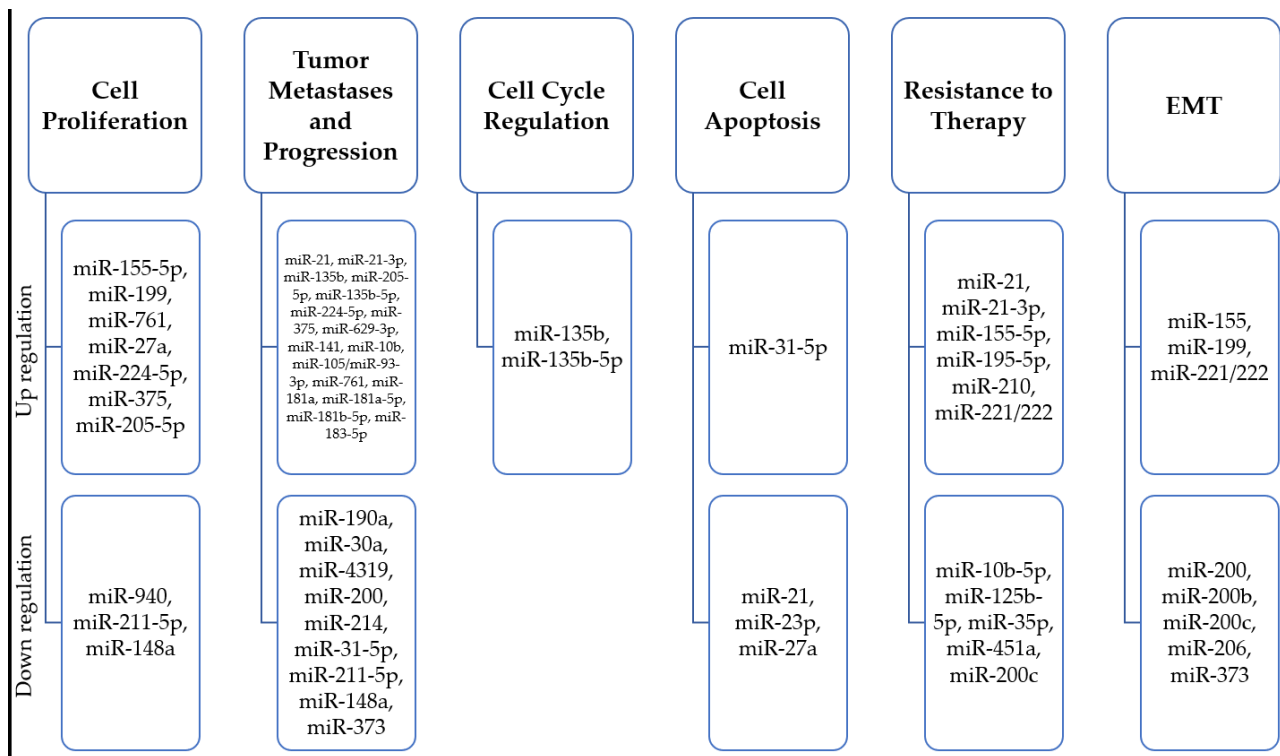 Cell
Proliferation
Tumor
Metastases
and
Progression
Cell Cycle
Regulation
Cell
Apoptosis
Resistance to
Therapy
EMT
Up regulation
miR-155-5p,
miR-199,
miR-761,
miR-27a,
miR-224-5p,
miR-375,
miR-205-5p
miR-21, miR-21-3p,
miR-135b, miR-205-
5p, miR-135b-5p,
miR-224-5p, miR-
375, miR-629-3p,
miR-141, miR-10b,
miR-105/miR-93-
3p, miR-761, miR-
181a, miR-181a-5p,
miR-181b-5p, miR-
183-5p
miR-135b,
miR-135b-5p
miR-31-5p
miR-21,
miR-21-3p,
miR-155-5p,
miR-195-5p,
miR-210,
miR-221/222
miR-155,
miR-199,
miR-221/222
Down regulation
miR-940,
miR-211-5p,
miR-148a
miR-190a,
miR-30a,
miR-4319,
miR-200,
miR-214,
miR-31-5p,
miR-211-5p,
miR-148a,
miR-373
miR-21,
miR-23p,
miR-27a
miR-10b-5p,
miR-125b-
5p, miR-35p,
miR-451a,
miR-200c
miR-200,
miR-200b,
miR-200c,
miR-206,
miR-373